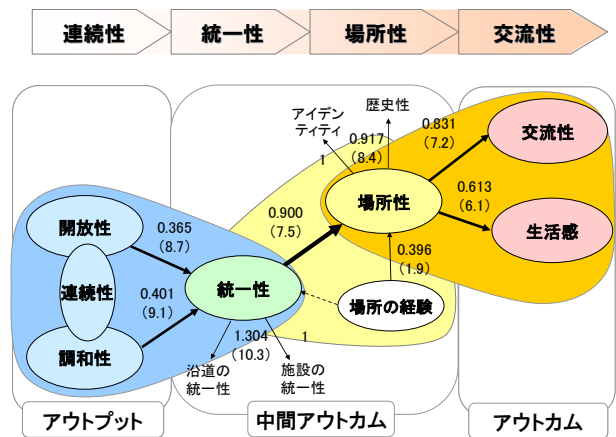 連続性
統一性
場所性
交流性
アイデン
ティティ
歴史性
0.917
(8.4)
1
0.831
(7.2)
交流性
場所性
0.613
(6.1)
生活感
開放性
0.365
(8.7)
0.900
(7.5)
連続性
統一性
0.396
(1.9)
場所の経験
0.401
(9.1)
調和性
1.304
(10.3)
1
沿道の
統一性
施設の
統一性
アウトプット
中間アウトカム
アウトカム